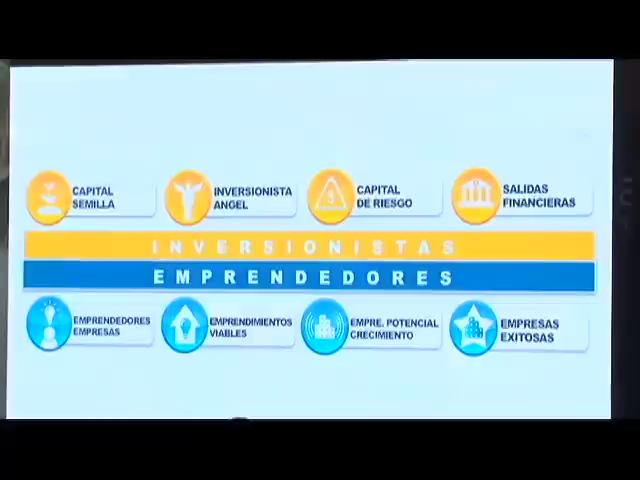 CAPITAL
SEMILLA
INVERSIONISTA
ANGEL
CAPITAL
DE RIESGO
SALIDAS
FINANCIERAS
INVERSIONISTAS
EMPRENDEDORES
EMPRENDEDORES
EMPRESAS
EMPRENDIMIENTOS
VIABLES
EMPRE. POTENCIAL
CRECIMIENTO
EMPRESAS
EXITOSAS